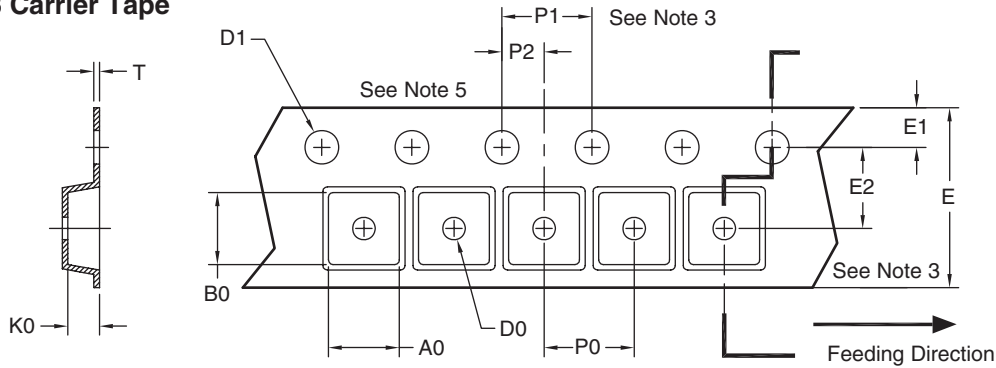 Carrier Tape
P1
See Note 3
D1
P2
T
See Note 5
E1
E2
E
See Note 3
B0
K0
A0
D0
P0
Feeding Direction